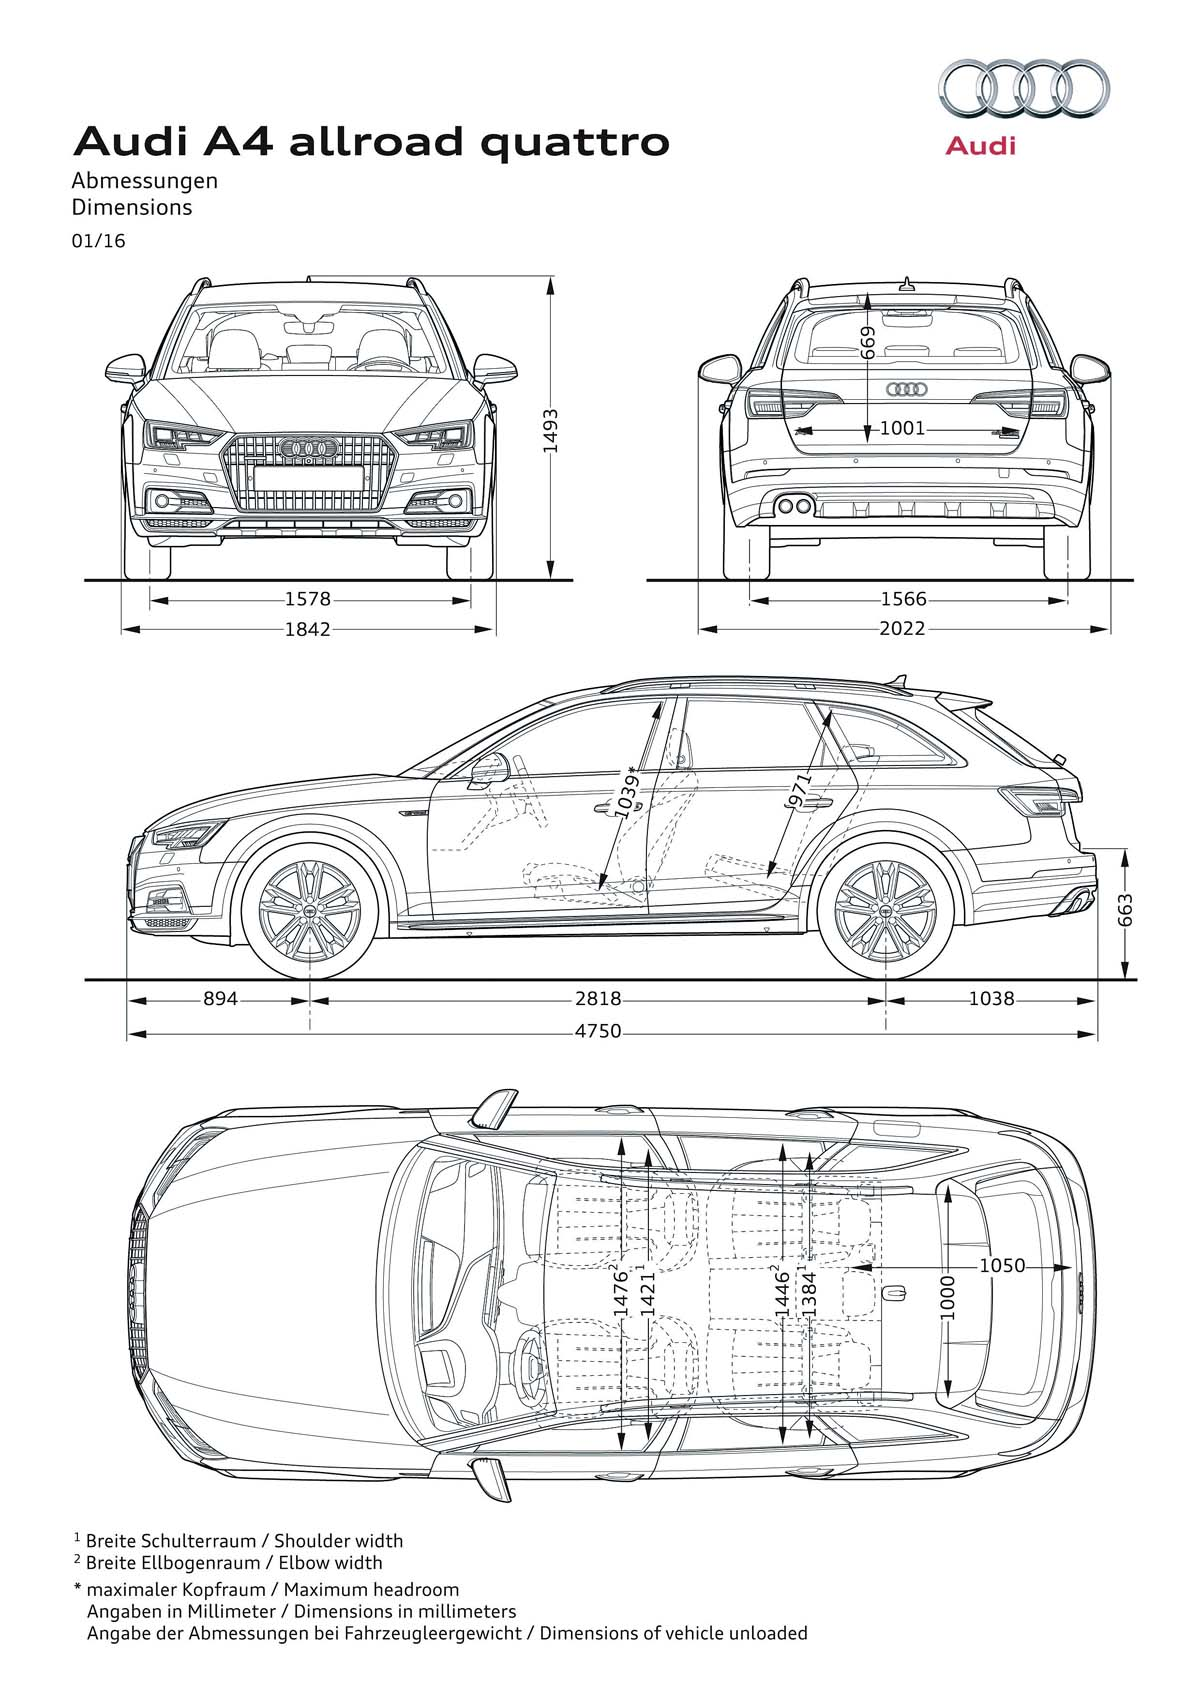 Audi A4 allroad quattro
Audi
Abmessungen
Dimensions
01/16
1493
669
1001
1578
1842
1566
2022
1039*
971
663
894
2818
1038
4750
1476²
1421¹
1446²
1384¹
1000
1050
¹ Breite Schulterraum / Shoulder width
² Breite Ellbogenraum / Elbow width
* maximaler Kopfraum / Maximum headroom
Angaben in Millimeter / Dimensions in millimeters
Angabe der Abmessungen bei Fahrzeugleergewicht / Dimensions of vehicle unloaded